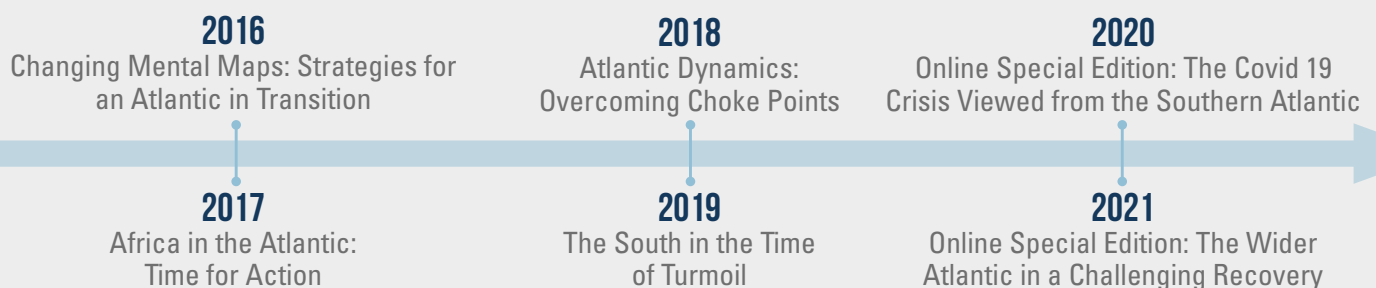 2016
Changing Mental Maps: Strategies for
an Atlantic in Transition
2017
Africa in the Atlantic:
Time for Action
2018
Atlantic Dynamics:
Overcoming Choke Points
2019
The South in the Time
of Turmoil
2020
Online Special Edition: The Covid 19
Crisis Viewed from the Southern Atlantic
2021
Online Special Edition: The Wider
Atlantic in a Challenging Recovery